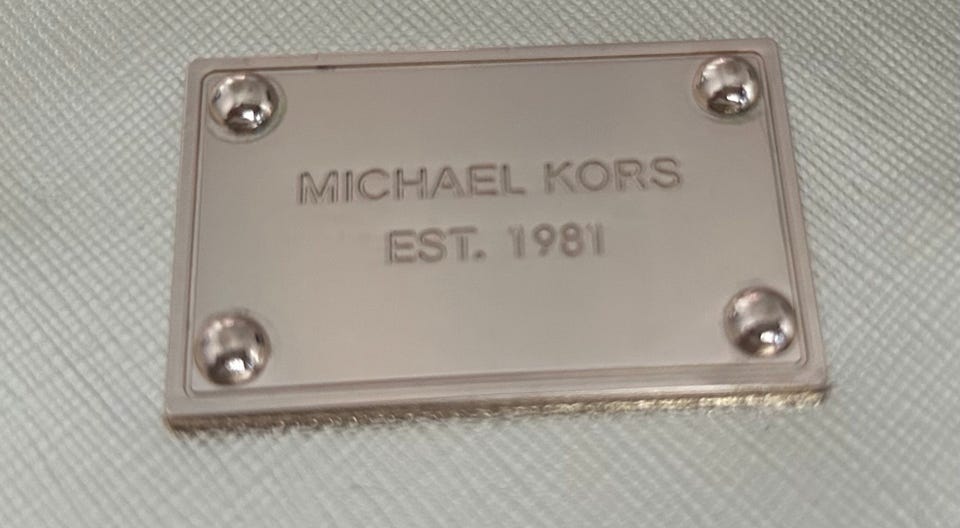 MICHAEL KORS
EST. 1981